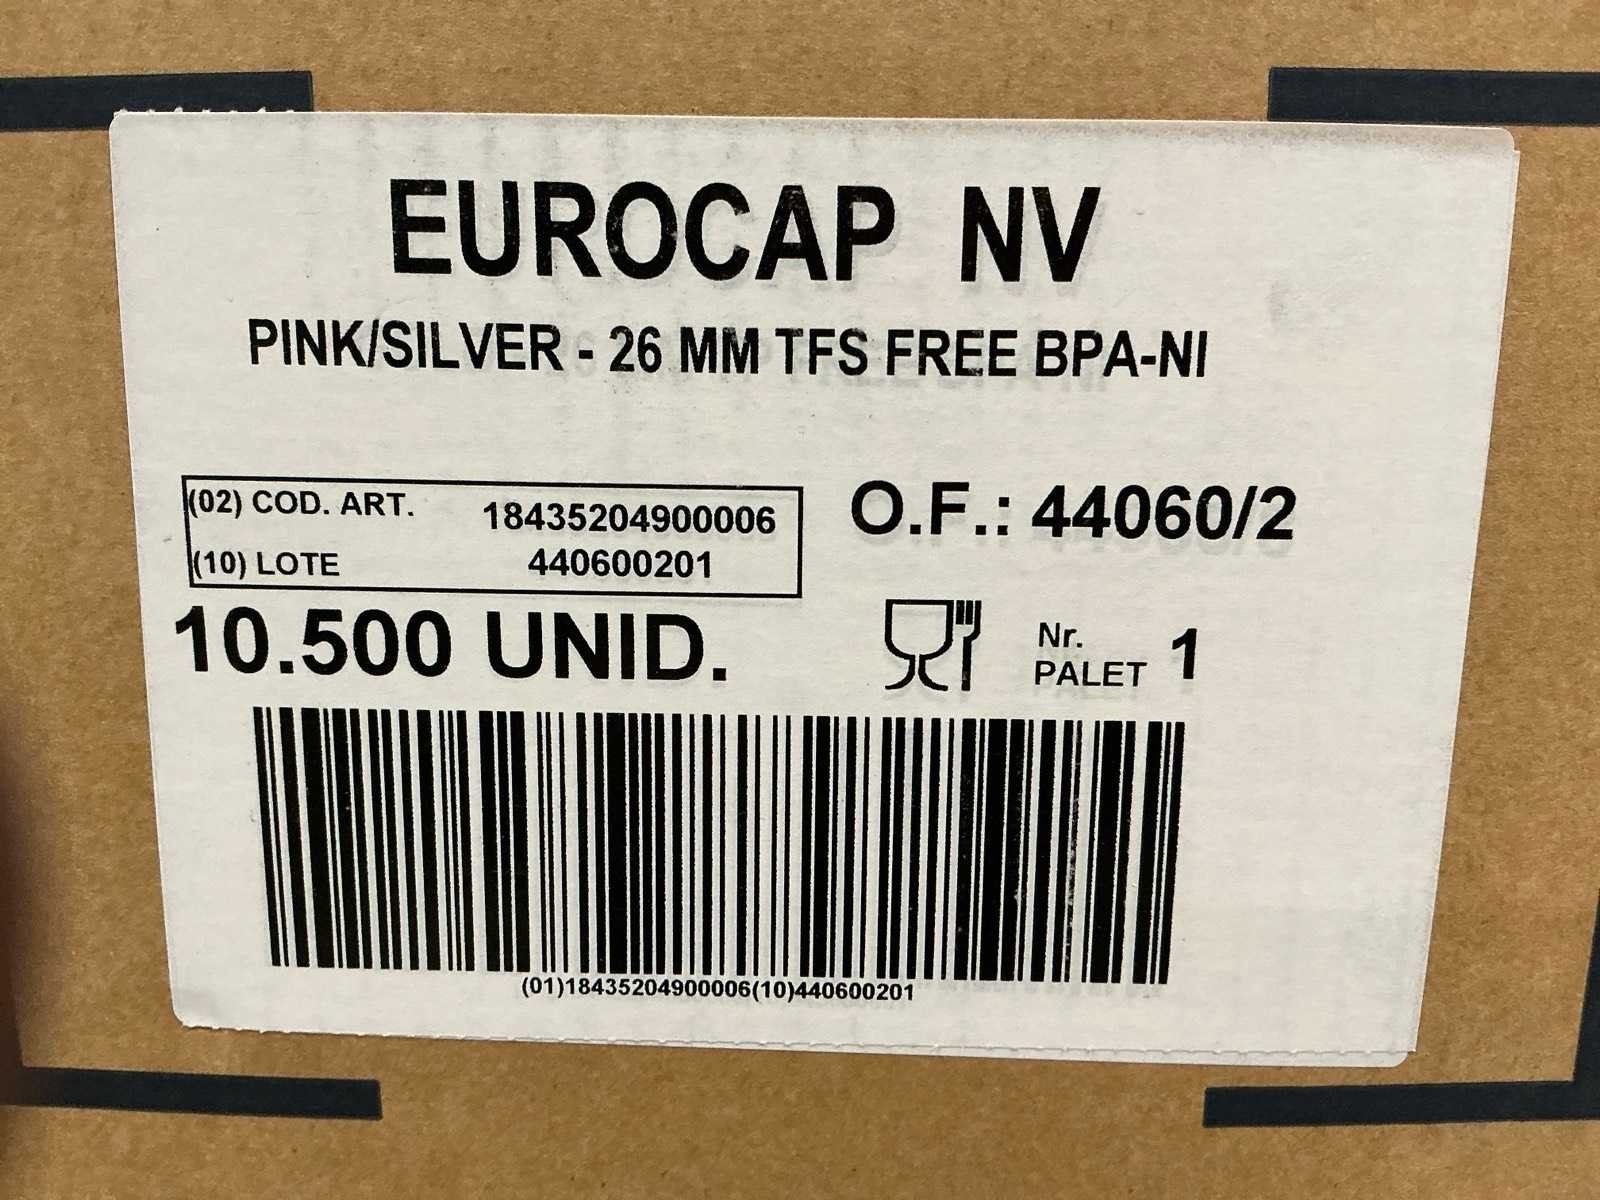 EUROCAP NV
PINK/SILVER - 26 MM TFS FREE BPA-NI
(02) COD. ART. 18435204900006
(10) LOTE 440600201
O.F.: 44060/2
10.500 UNID.
Nr.
PALET 1
(01)18435204900006(10)440600201